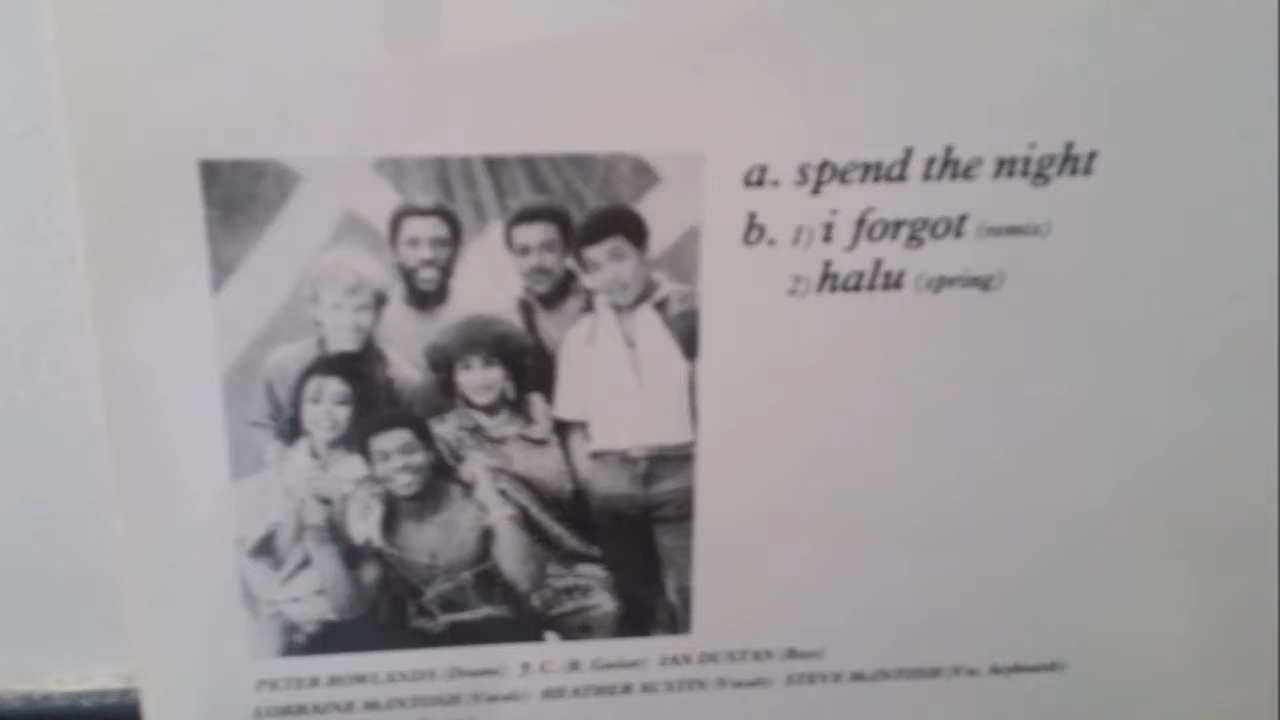 a. spend the night
b. 1) i forgot (remix)
2) halu (spring)
PETER ROWLANDS (Drums) J. C. (R. Guitar) IAN DUSTAN (Bass)
LORRAINE McINTOSH (Vocals) HEATHER AUSTIN (Vocals) STEVE McINTOSH (Voc. keyboards)